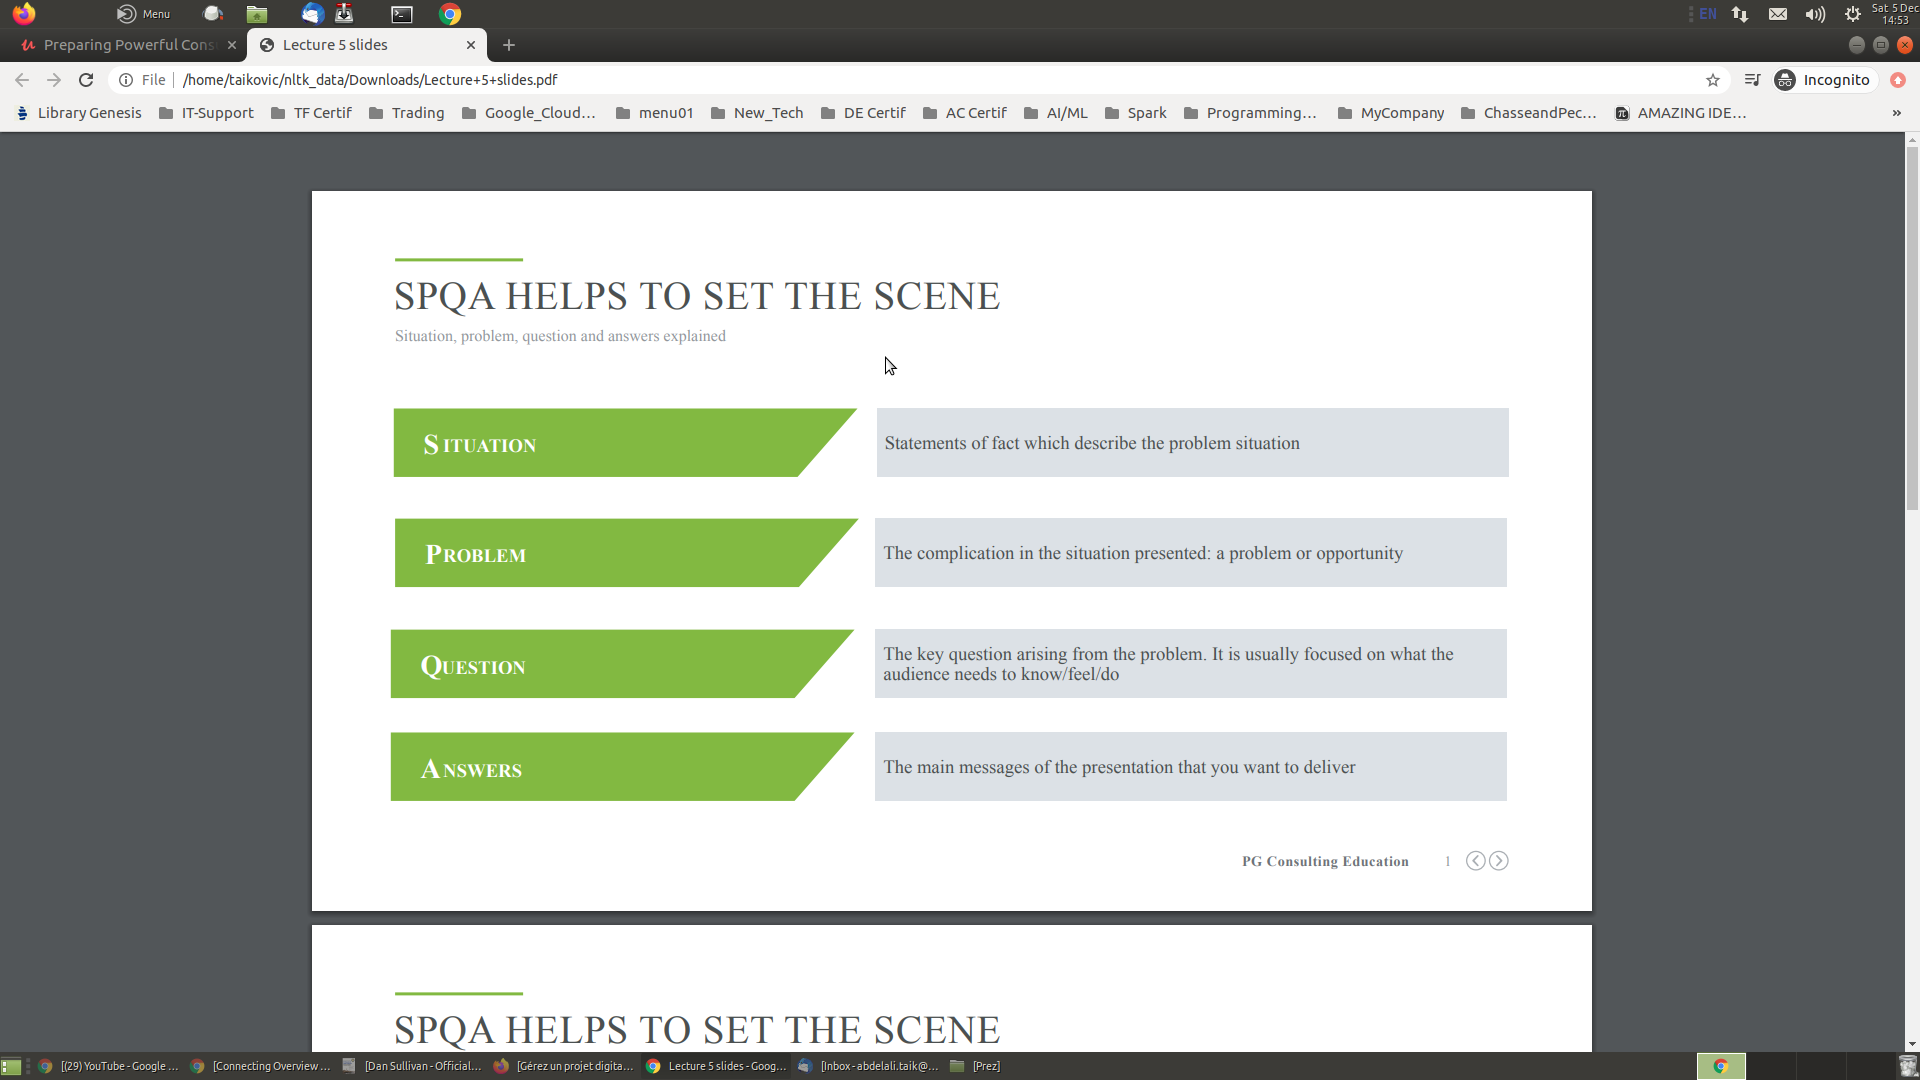 Menu
EN
Sat 5 Dec
14:53
Preparing Powerful Cons
Lecture 5 slides
File
/home/taikovic/nltk_data/Downloads/Lecture+5+slides.pdf
Incognito
Library Genesis
IT-Support
TF Certif
Trading
Google_Cloud…
menu01
New_Tech
DE Certif
AC Certif
AI/ML
Spark
Programming…
MyCompany
ChasseandPec…
AMAZING IDE…
»
SPQA HELPS TO SET THE SCENE
Situation, problem, question and answers explained
SITUATION
Statements of fact which describe the problem situation
PROBLEM
The complication in the situation presented: a problem or opportunity
QUESTION
The key question arising from the problem. It is usually focused on what the
audience needs to know/feel/do
ANSWERS
The main messages of the presentation that you want to deliver
PG Consulting Education
1
SPQA HELPS TO SET THE SCENE
[(29) YouTube - Google …
[Connecting Overview …
[Dan Sullivan - Official…
[Gérez un projet digita…
Lecture 5 slides - Goog…
[Inbox - abdelali.taik@…
[Prez]